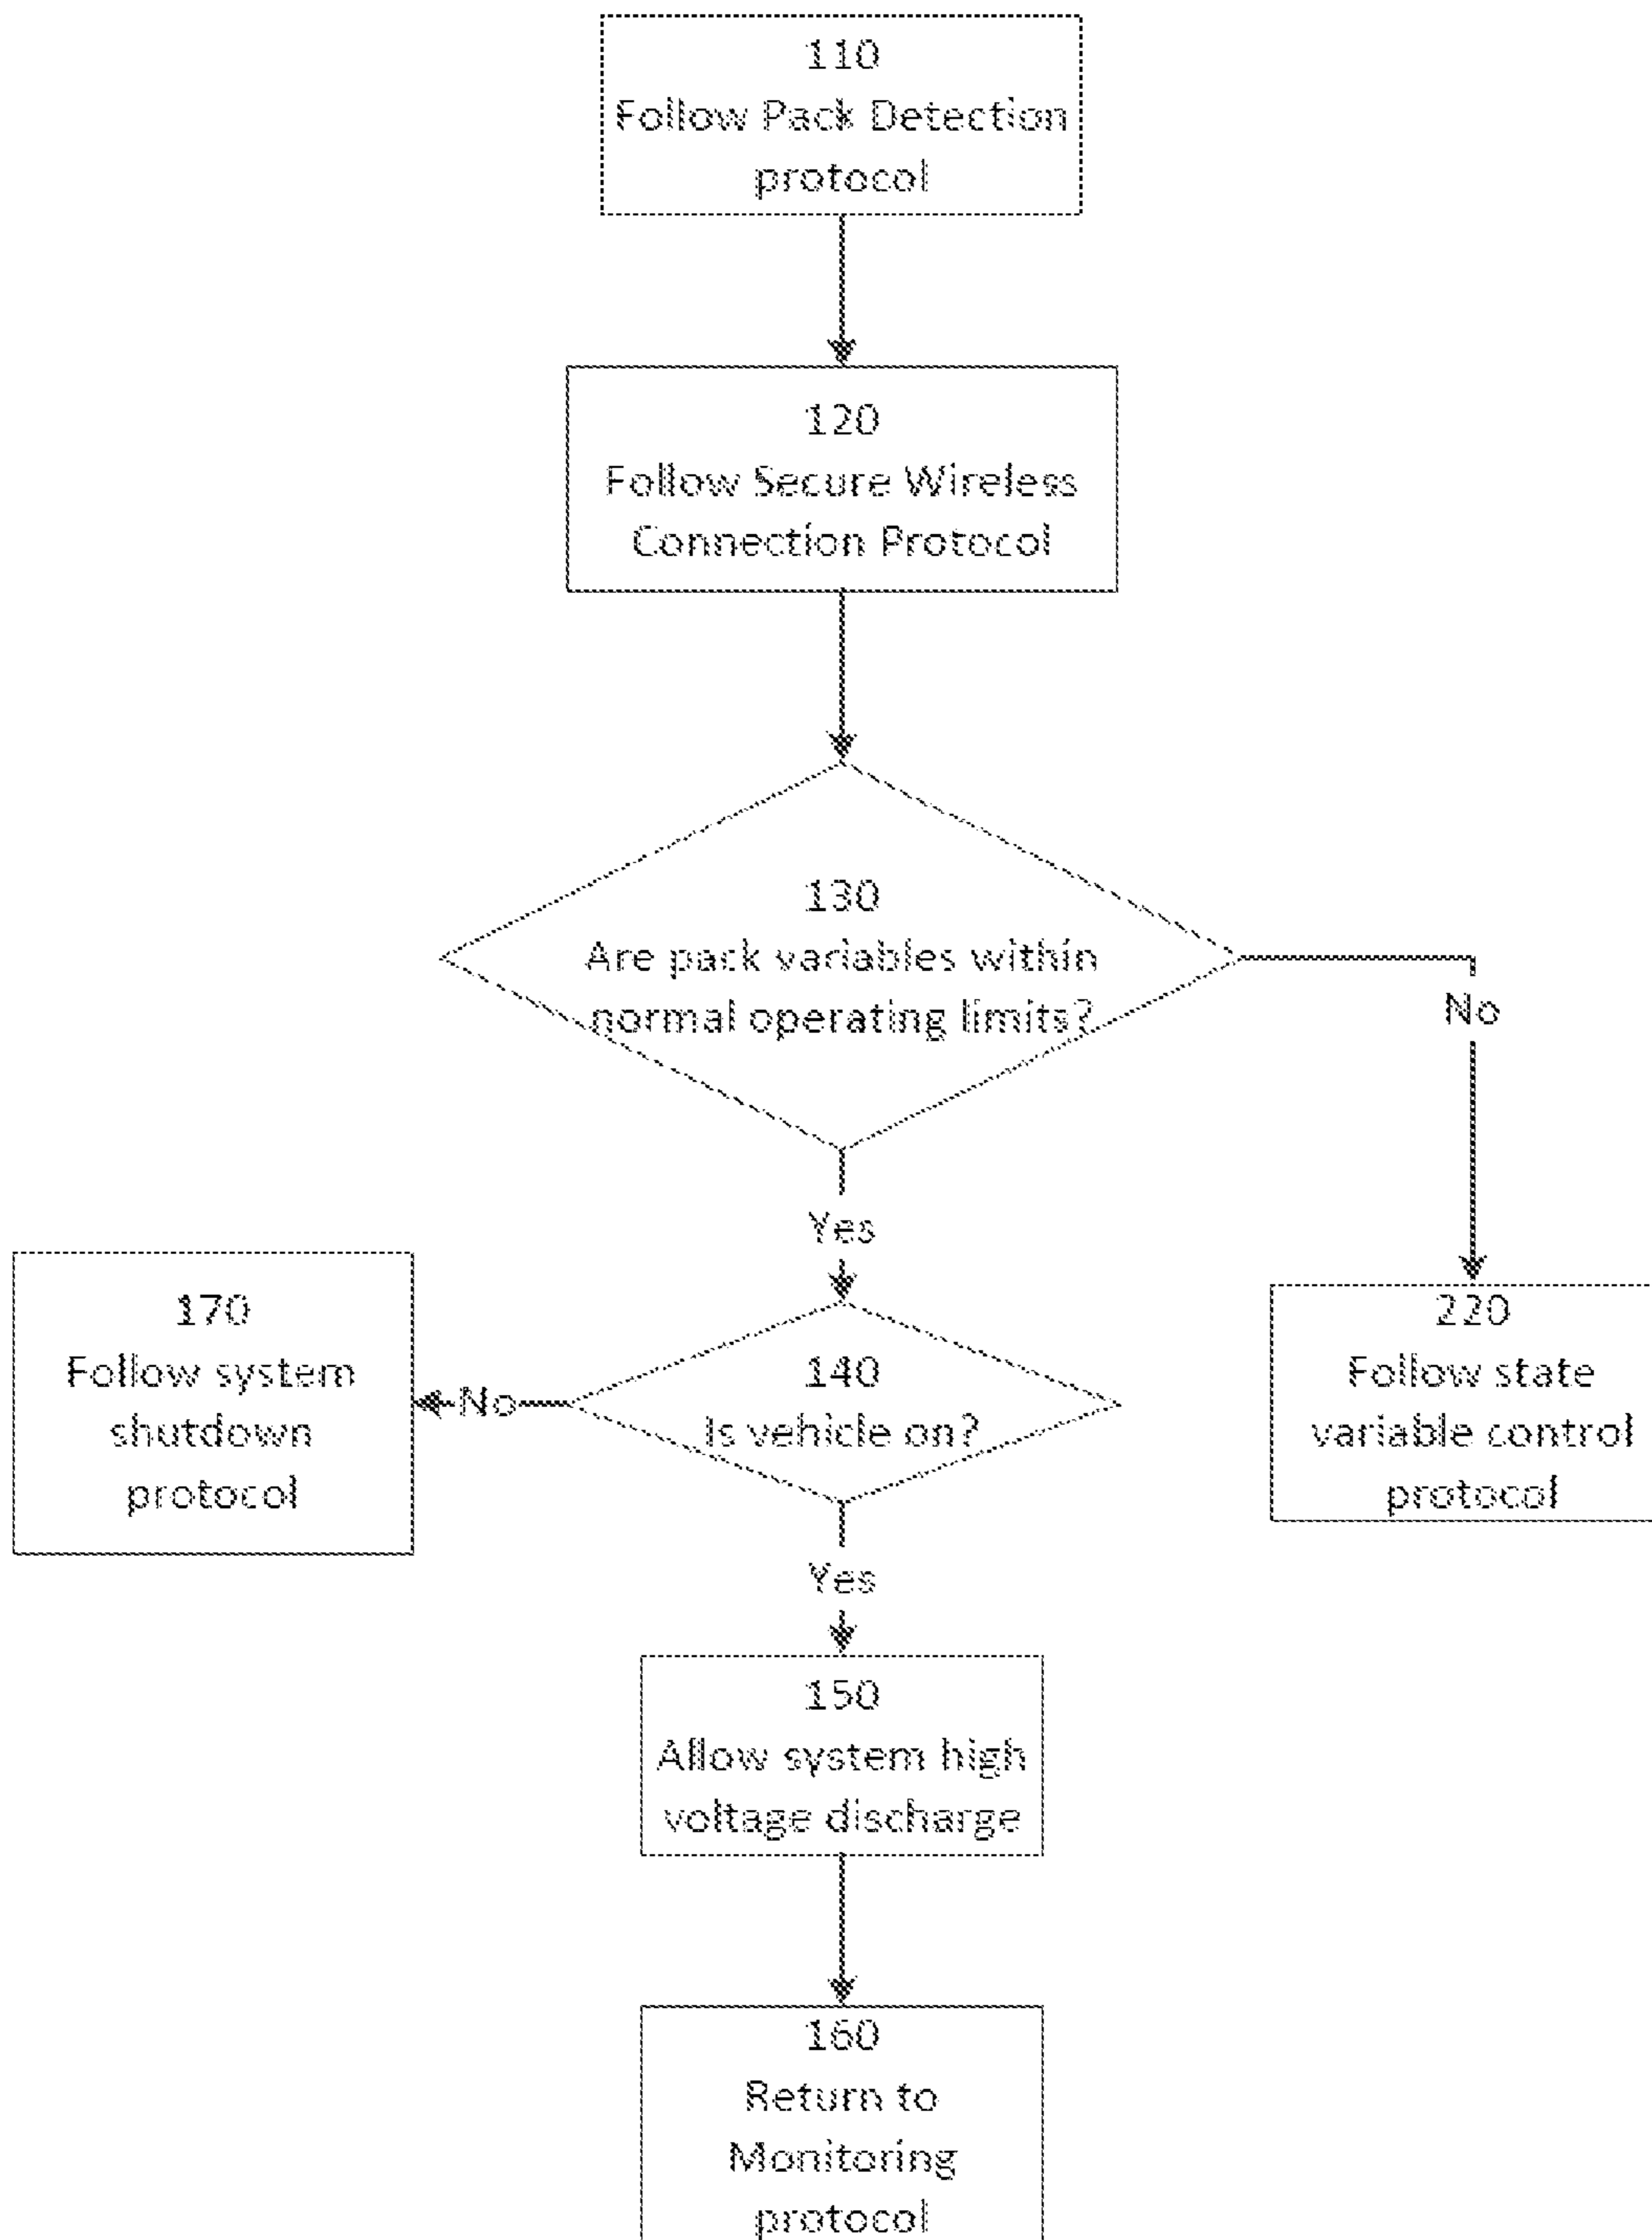 110
Follow Pack Detection
protocol
120
Follow Secure Wireless
Connection Protocol
130
Are pack variables within
normal operating limits?
No
Yes
170
Follow system
shutdown
protocol
No
140
Is vehicle on?
220
Follow state
variable control
protocol
Yes
150
Allow system high
voltage discharge
160
Return to
Monitoring
protocol